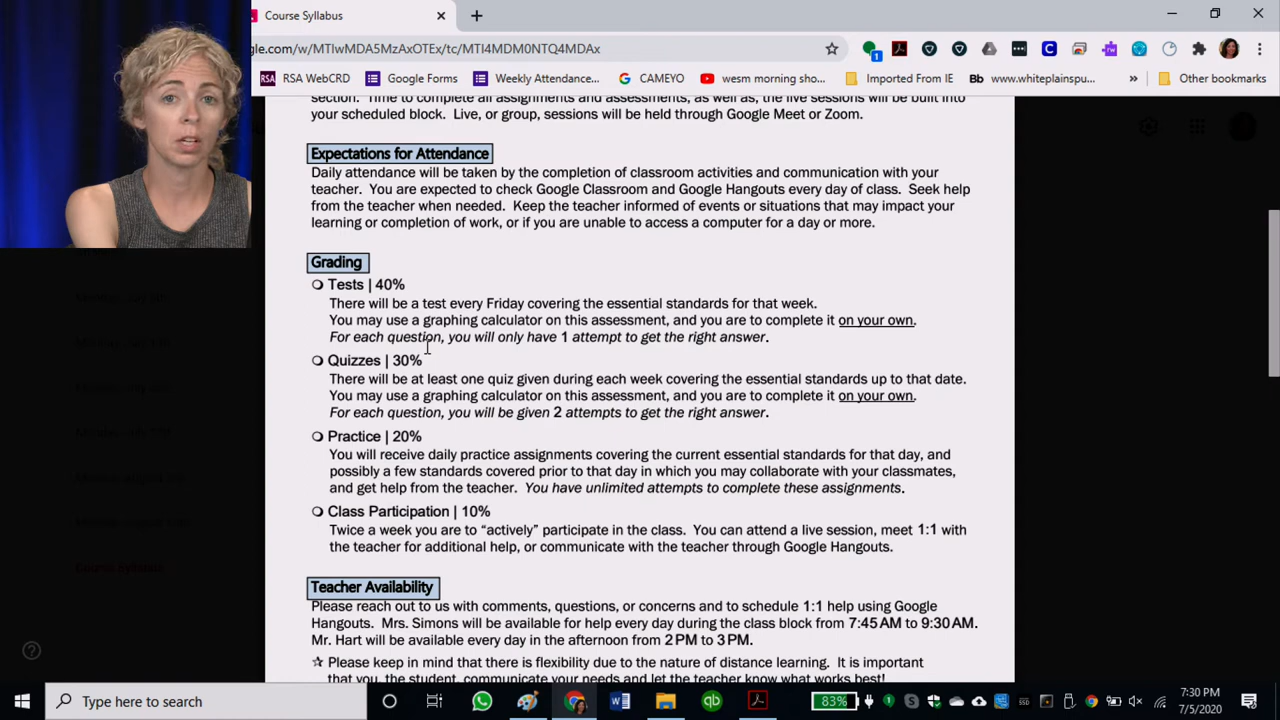 Course Syllabus
gle.com/w/MTIwMDA5MzAxOTEx/tc/MTI4MDM0NTQ4MDAx
1
RSA WebCRD
Google Forms
Weekly Attendance...
CAMEYO
wesm morning sho...
Imported From IE
Bb www.whiteplainspu...
»
Other bookmarks
section. Time to complete all assignments and assessments, as well as, the live sessions will be built into
your scheduled block. Live, or group, sessions will be held through Google Meet or Zoom.
Expectations for Attendance
Daily attendance will be taken by the completion of classroom activities and communication with your
teacher. You are expected to check Google Classroom and Google Hangouts every day of class. Seek help
from the teacher when needed. Keep the teacher informed of events or situations that may impact your
learning or completion of work, or if you are unable to access a computer for a day or more.
Grading
Tests | 40%
There will be a test every Friday covering the essential standards for that week.
You may use a graphing calculator on this assessment, and you are to complete it on your own.
For each question, you will only have 1 attempt to get the right answer.
Quizzes | 30%
There will be at least one quiz given during each week covering the essential standards up to that date.
You may use a graphing calculator on this assessment, and you are to complete it on your own.
For each question, you will be given 2 attempts to get the right answer.
Practice | 20%
You will receive daily practice assignments covering the current essential standards for that day, and
possibly a few standards covered prior to that day in which you may collaborate with your classmates,
and get help from the teacher. You have unlimited attempts to complete these assignments.
Class Participation | 10%
Twice a week you are to “actively” participate in the class. You can attend a live session, meet 1:1 with
the teacher for additional help, or communicate with the teacher through Google Hangouts.
Teacher Availability
Please reach out to us with comments, questions, or concerns and to schedule 1:1 help using Google
Hangouts. Mrs. Simons will be available for help every day during the class block from 7:45 AM to 9:30 AM.
Mr. Hart will be available every day in the afternoon from 2 PM to 3 PM.
Please keep in mind that there is flexibility due to the nature of distance learning. It is important
that you, the student, communicate your needs and let the teacher know what works best!
Course Syllabus
Type here to search
83%
7:30 PM
7/5/2020